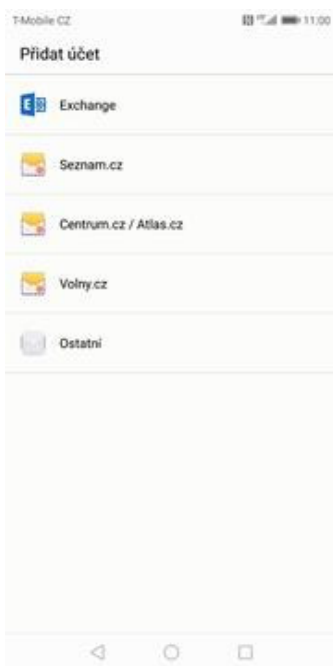 T-Mobile CZ 11:00
Přidat účet
Exchange
Seznam.cz
Centrum.cz / Atlas.cz
Volny.cz
Ostatní